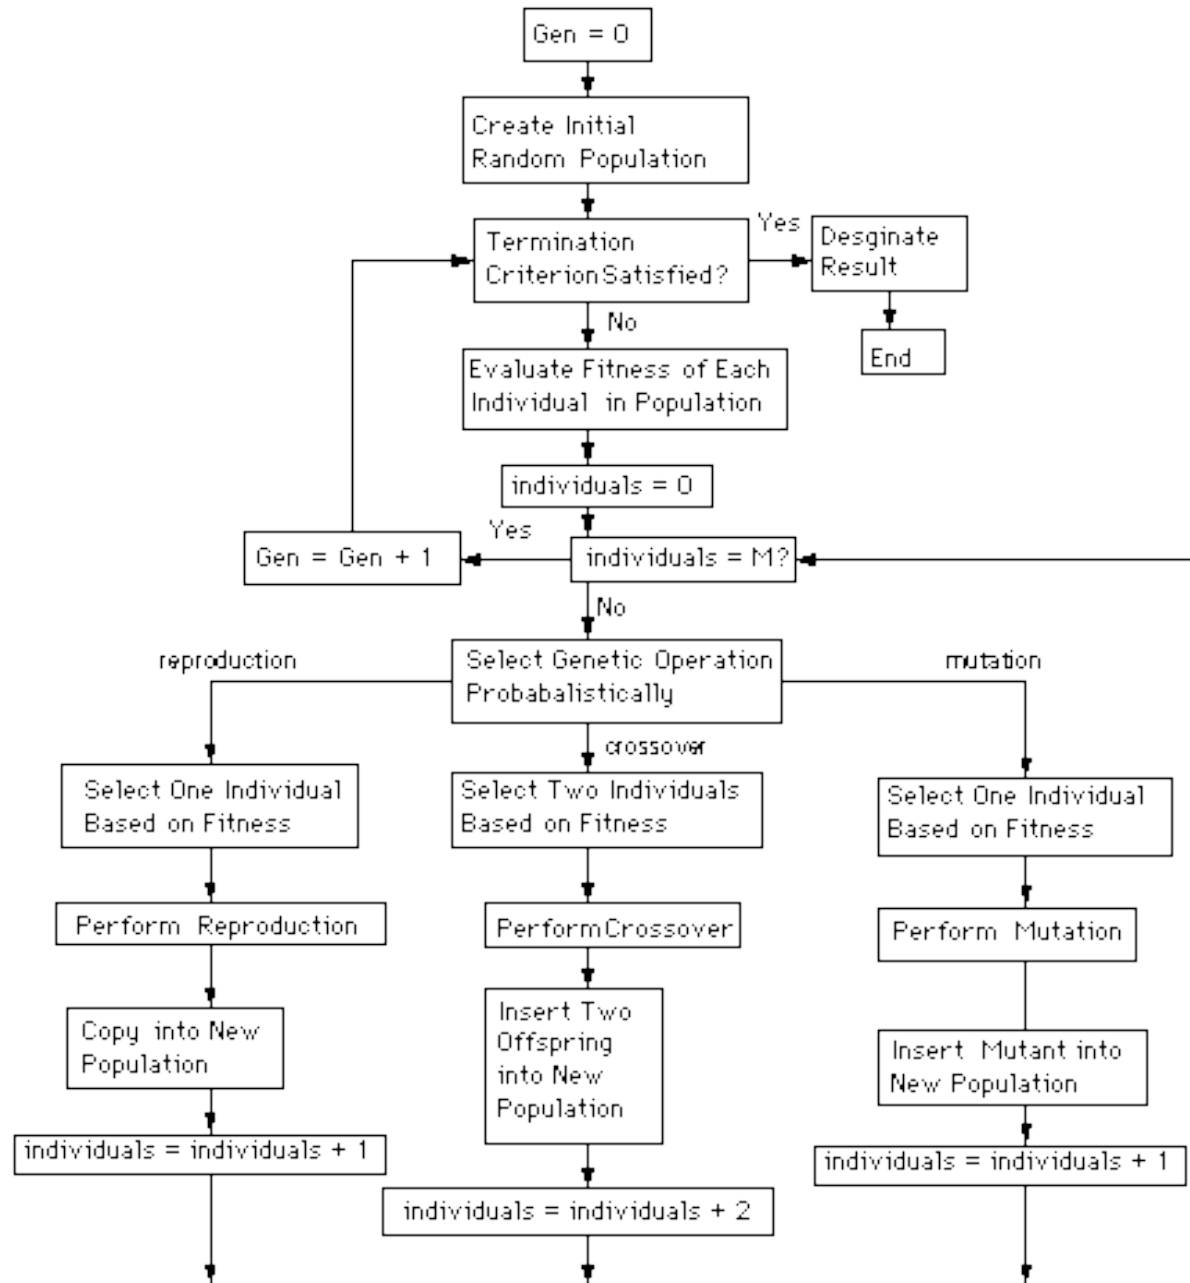 Gen = 0
Create Initial
Random Population
Termination
Criterion Satisfied?
Yes
Desginate
Result
End
No
Evaluate Fitness of Each
Individual in Population
individuals = 0
Yes
Gen = Gen + 1
individuals = M?
No
reproduction
Select Genetic Operation
Probabalistically
mutation
crossover
Select One Individual
Based on Fitness
Select Two Individuals
Based on Fitness
Select One Individual
Based on Fitness
Perform Reproduction
Perform Crossover
Perform Mutation
Copy into New
Population
Insert Two
Offspring
into New
Population
Insert Mutant into
New Population
individuals = individuals + 1
individuals = individuals + 2
individuals = individuals + 1